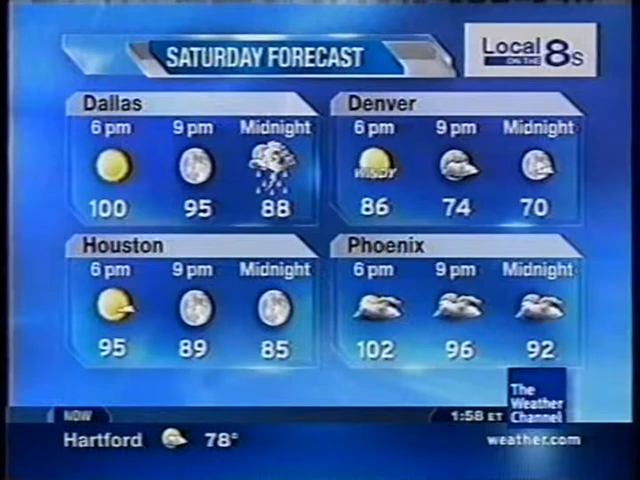 SATURDAY FORECAST
Local
ON THE
8s
Dallas
6 pm 9 pm Midnight
100 95 88
Denver
6 pm 9 pm Midnight
WINDY
86 74 70
Houston
6 pm 9 pm Midnight
95 89 85
Phoenix
6 pm 9 pm Midnight
102 96 92
The
Weather
Channel
NOW
1:58 ET
Hartford 78°
weather.com